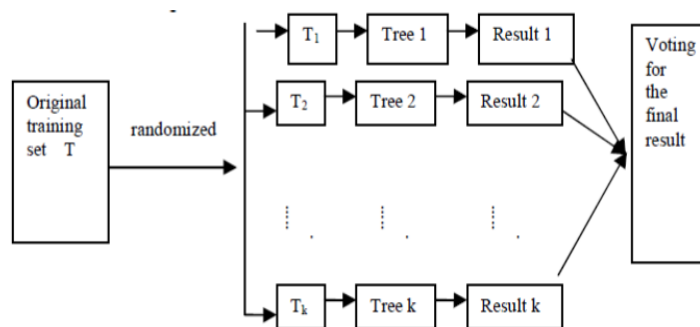 Original
training
set T
randomized
T₁
Tree 1
Result 1
T₂
Tree 2
Result 2
Tₖ
Tree k
Result k
Voting
for
the
final
result